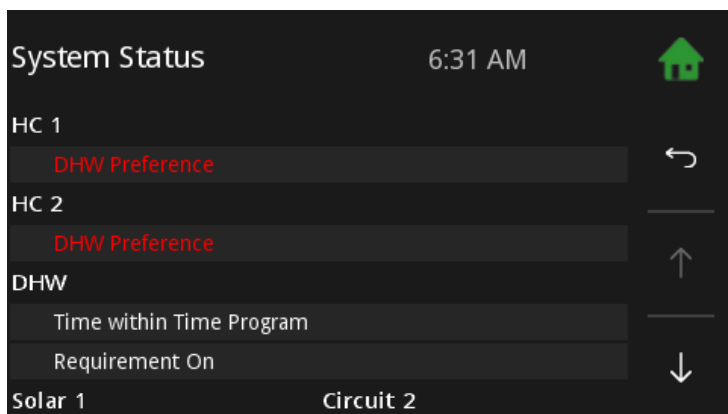 System Status 6:31 AM
HC 1
DHW Preference
HC 2
DHW Preference
DHW
Time within Time Program
Requirement On
Solar 1 Circuit 2